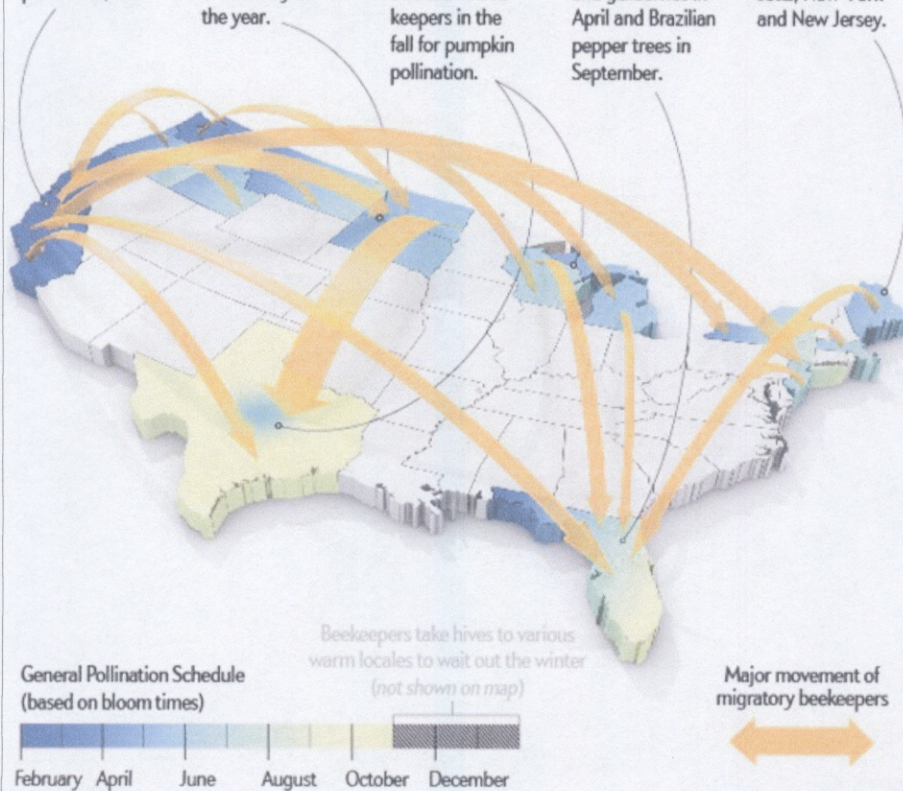 the year.
keepers in the
fall for pumpkin
pollination.
April and Brazilian
pepper trees in
September.
and New Jersey.
Beekeepers take hives to various
warm locales to wait out the winter
(not shown on map)
General Pollination Schedule
(based on bloom times)
Major movement of
migratory beekeepers
February April June August October December